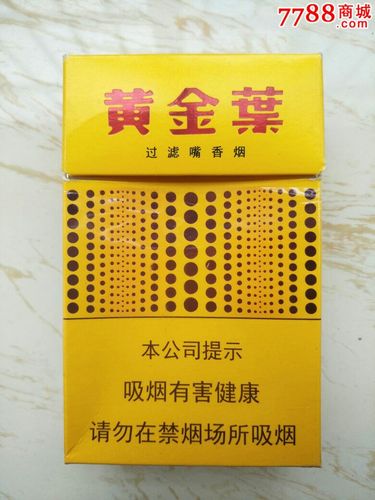 7788商城
黄金葉
过滤嘴香烟
本公司提示
吸烟有害健康
请勿在禁烟场所吸烟